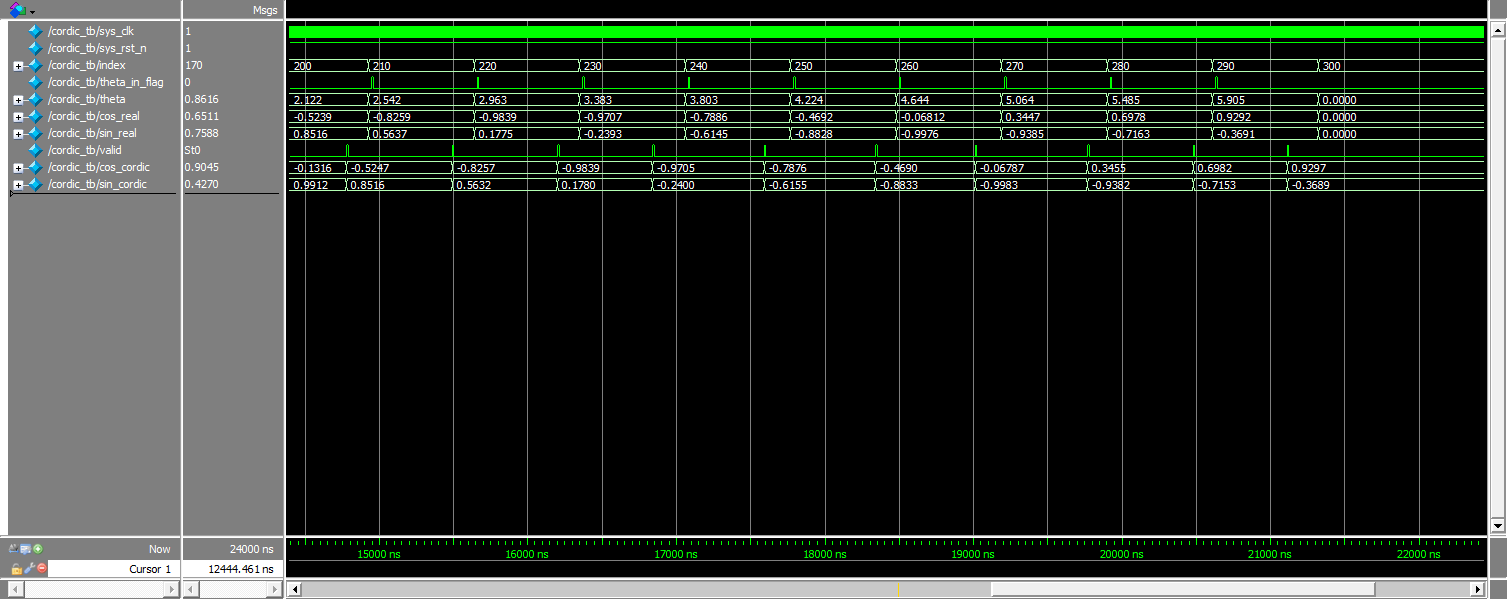 Msgs
/cordic_tb/sys_clk 1
/cordic_tb/sys_rst_n 1
/cordic_tb/index 170 200 210 220 230 240 250 260 270 280 290 300
/cordic_tb/theta_in_flag 0
/cordic_tb/theta 0.8616 2.122 2.542 2.963 3.383 3.803 4.224 4.644 5.064 5.485 5.905 0.0000
/cordic_tb/cos_real 0.6511 -0.5239 -0.8259 -0.9839 -0.9707 -0.7886 -0.4692 -0.06812 0.3447 0.6978 0.9292 0.0000
/cordic_tb/sin_real 0.7588 0.8516 0.5637 0.1775 -0.2393 -0.6145 -0.8828 -0.9976 -0.9385 -0.7163 -0.3691 0.0000
/cordic_tb/valid St0
/cordic_tb/cos_cordic 0.9045 -0.1316 -0.5247 -0.8257 -0.9839 -0.9705 -0.7876 -0.4690 -0.06787 0.3455 0.6982 0.9297
/cordic_tb/sin_cordic 0.4270 0.9912 0.8516 0.5632 0.1780 -0.2400 -0.6155 -0.8833 -0.9983 -0.9382 -0.7153 -0.3689
Now 24000 ns 15000 ns 16000 ns 17000 ns 18000 ns 19000 ns 20000 ns 21000 ns 22000 ns
Cursor 1 12444.461 ns